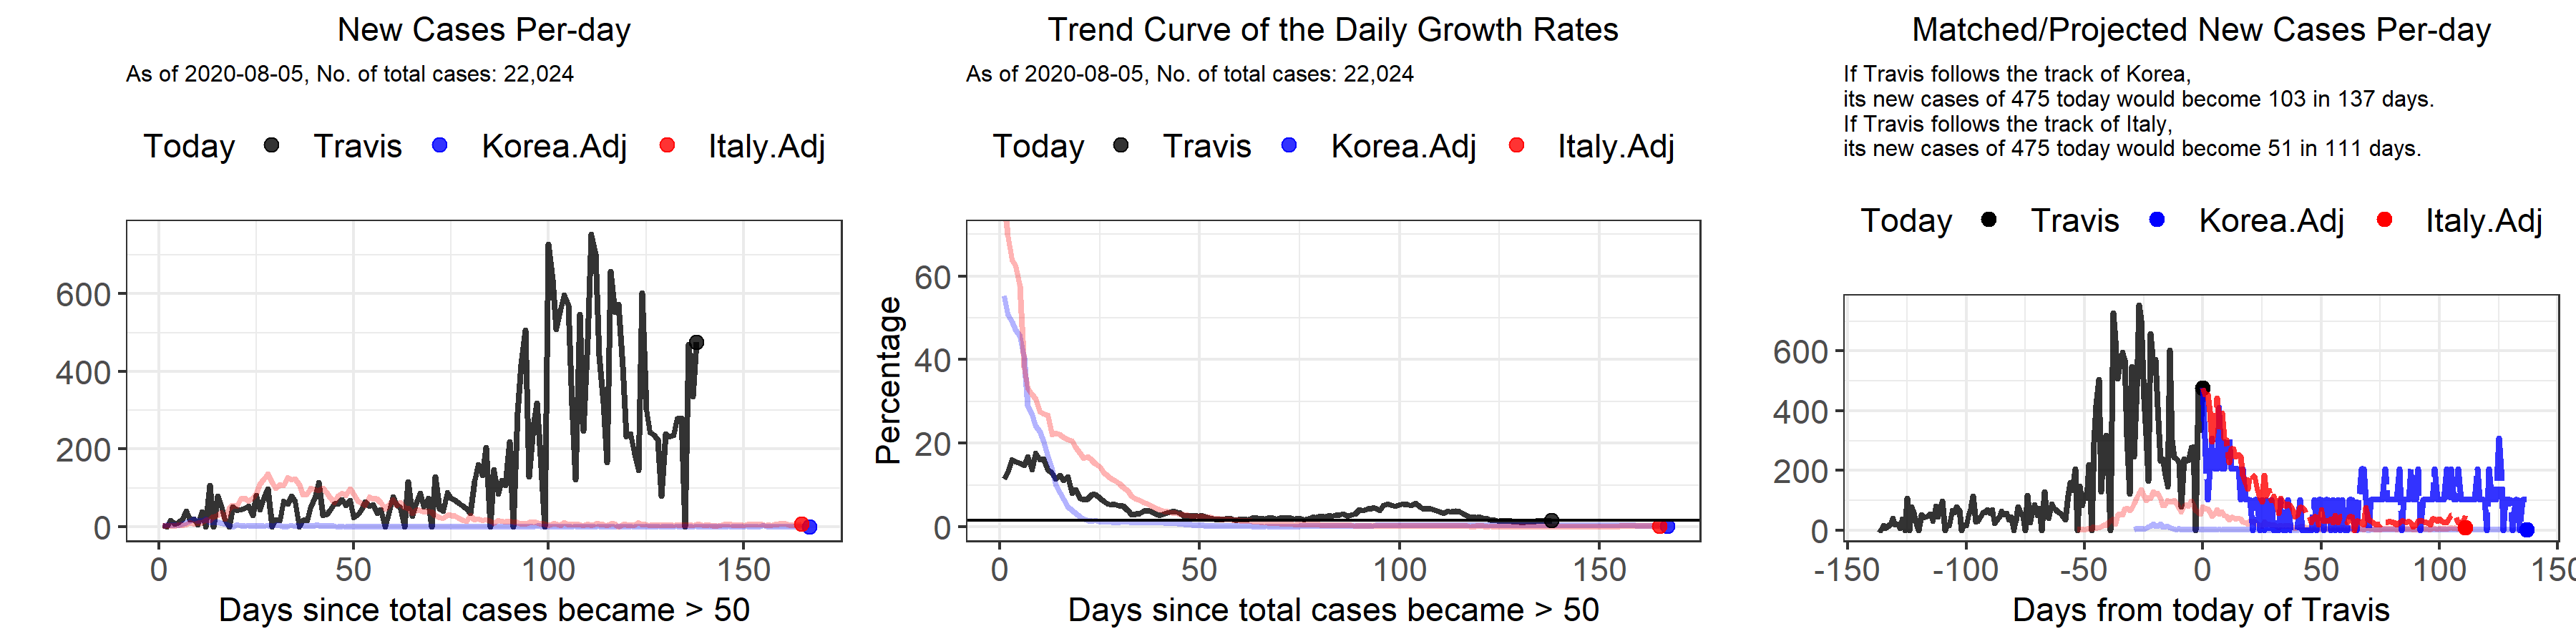 New Cases Per-day
As of 2020-08-05, No. of total cases: 22,024
Today Travis Korea.Adj Italy.Adj
600
400
200
0
0 50 100 150
Days since total cases became > 50
Trend Curve of the Daily Growth Rates
As of 2020-08-05, No. of total cases: 22,024
Today Travis Korea.Adj Italy.Adj
Percentage
60
40
20
0
0 50 100 150
Days since total cases became > 50
Matched/Projected New Cases Per-day
If Travis follows the track of Korea,
its new cases of 475 today would become 103 in 137 days.
If Travis follows the track of Italy,
its new cases of 475 today would become 51 in 111 days.
Today Travis Korea.Adj Italy.Adj
600
400
200
0
-150 -100 -50 0 50 100 150
Days from today of Travis